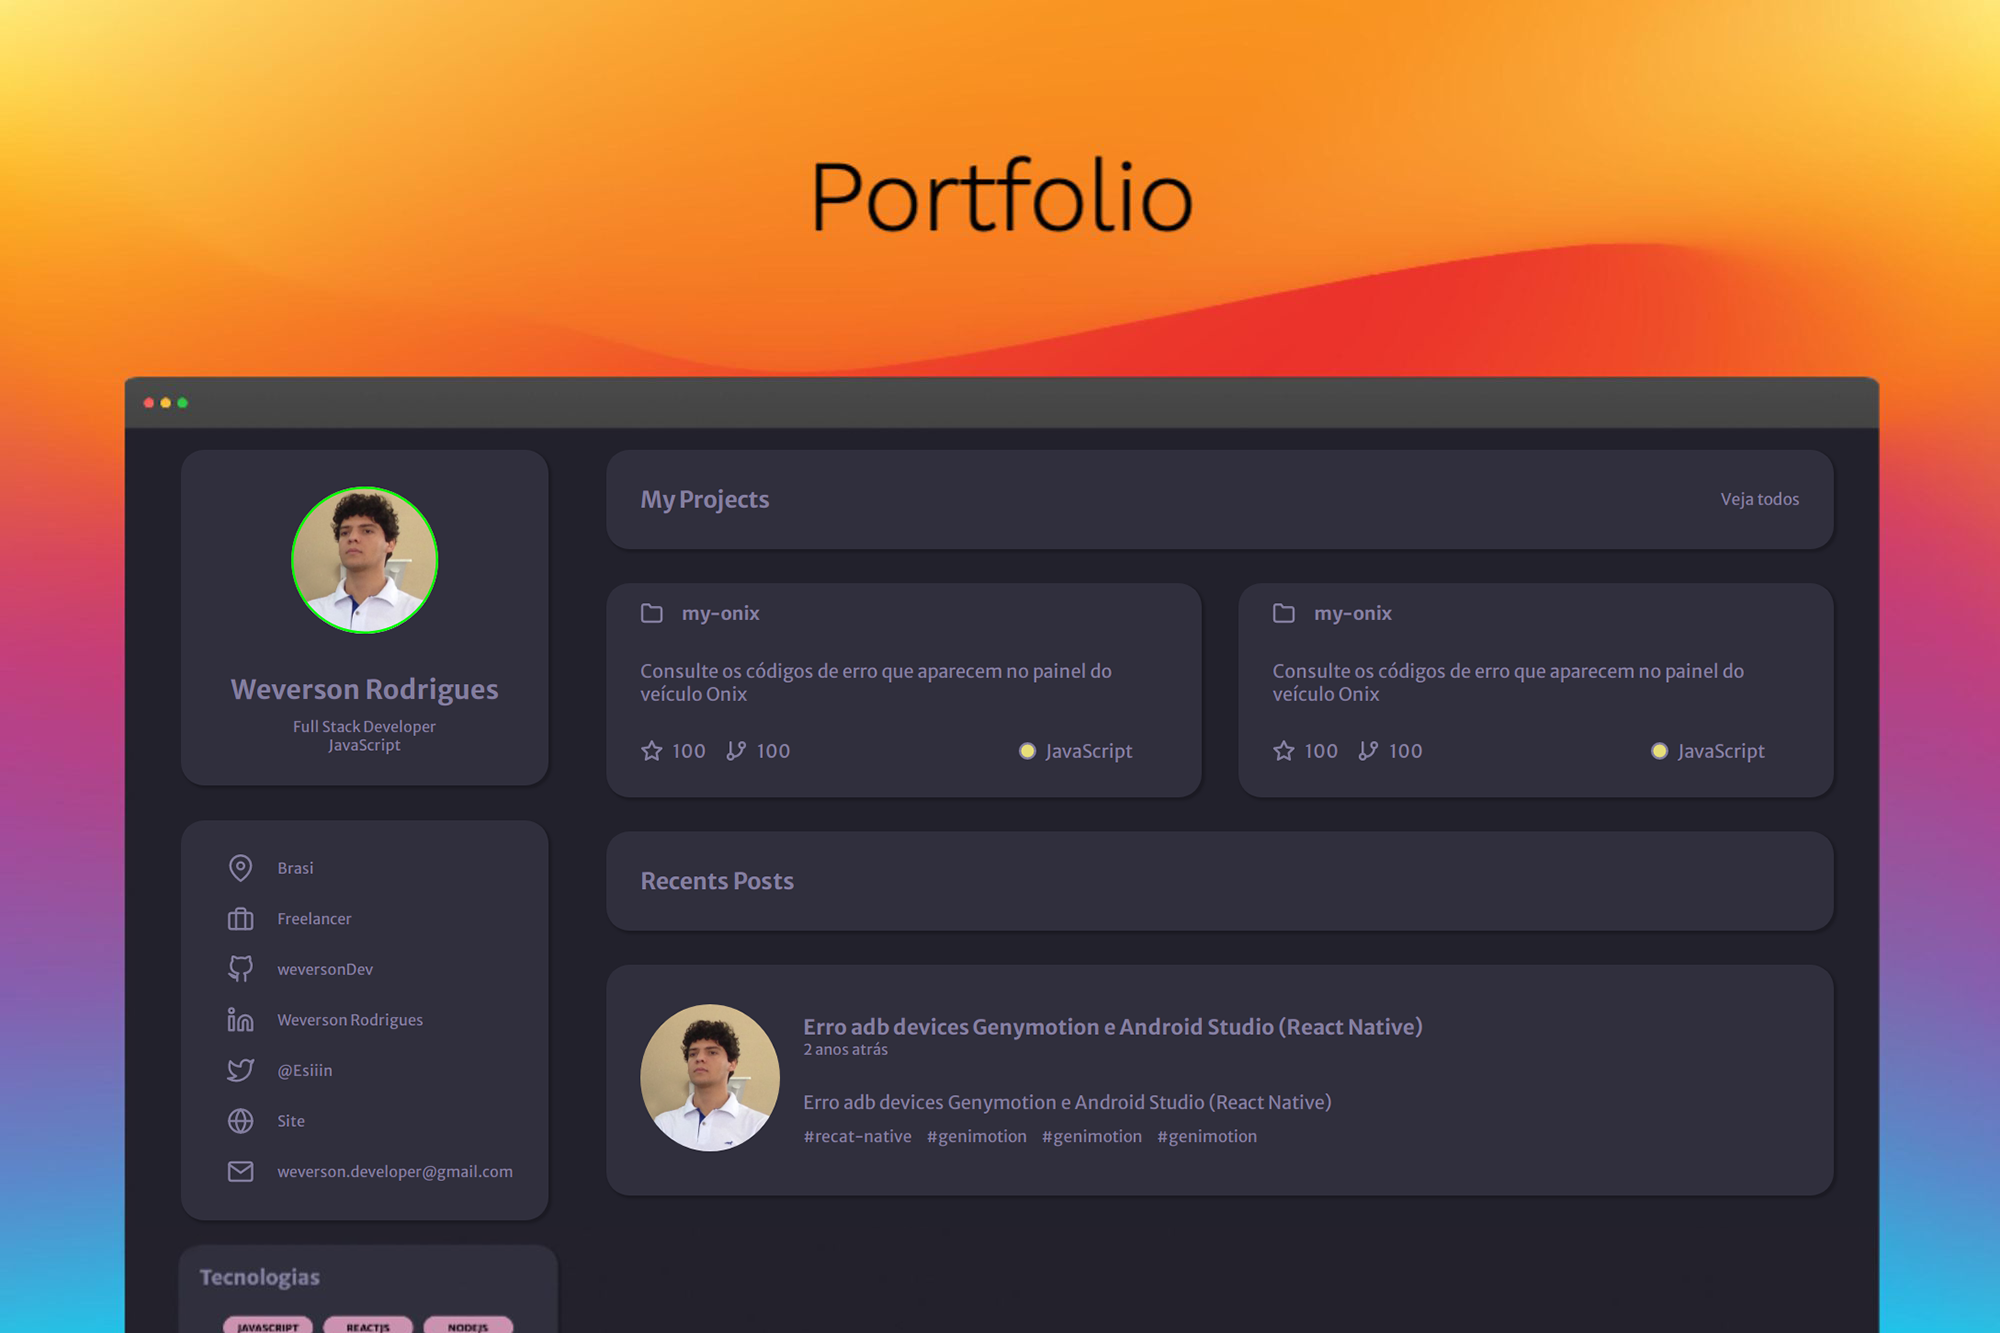 Portfolio
Weverson Rodrigues
Full Stack Developer
JavaScript
Brasi
Freelancer
weversonDev
Weverson Rodrigues
@Esiiin
Site
weverson.developer@gmail.com
Tecnologias
JAVASCRIPT REACTJS NODEJS
My Projects Veja todos
my-onix
Consulte os códigos de erro que aparecem no painel do
veículo Onix
100 100 JavaScript
my-onix
Consulte os códigos de erro que aparecem no painel do
veículo Onix
100 100 JavaScript
Recents Posts
Erro adb devices Genymotion e Android Studio (React Native)
2 anos atrás
Erro adb devices Genymotion e Android Studio (React Native)
#recat-native #genimotion #genimotion #genimotion